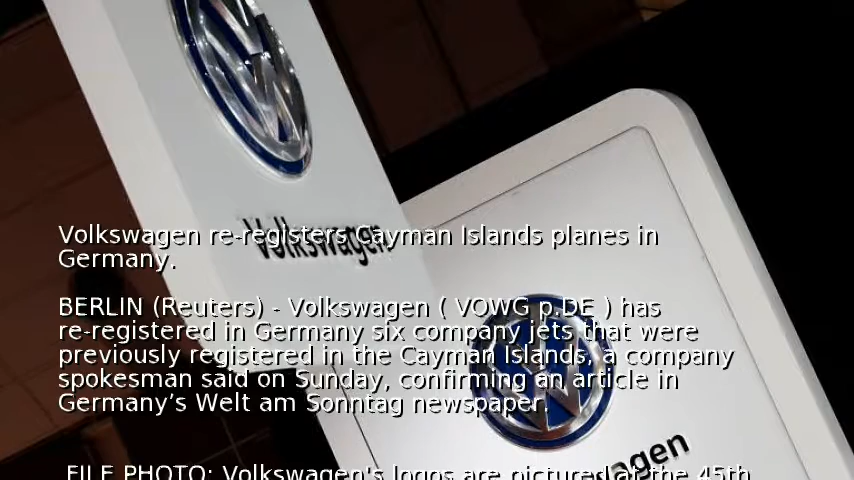 Volkswagen
Volkswagen re-registers Cayman Islands planes in
Germany.
BERLIN (Reuters) - Volkswagen ( VOWG_p.DE ) has
re-registered in Germany six company jets that were
previously registered in the Cayman Islands, a company
spokesman said on Sunday, confirming an article in
Germany’s Welt am Sonntag newspaper.
FILE PHOTO: Volkswagen's logos are pictured at the 45th